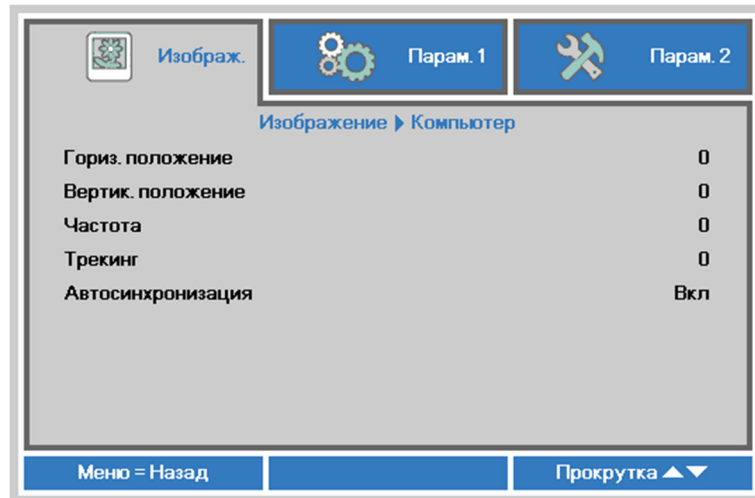 Изображ. Парам. 1 Парам. 2
Изображение ▶ Компьютер
Гориз. положение 0
Вертик. положение 0
Частота 0
Трекинг 0
Автосинхронизация Вкл
Меню = Назад Прокрутка ▲▼